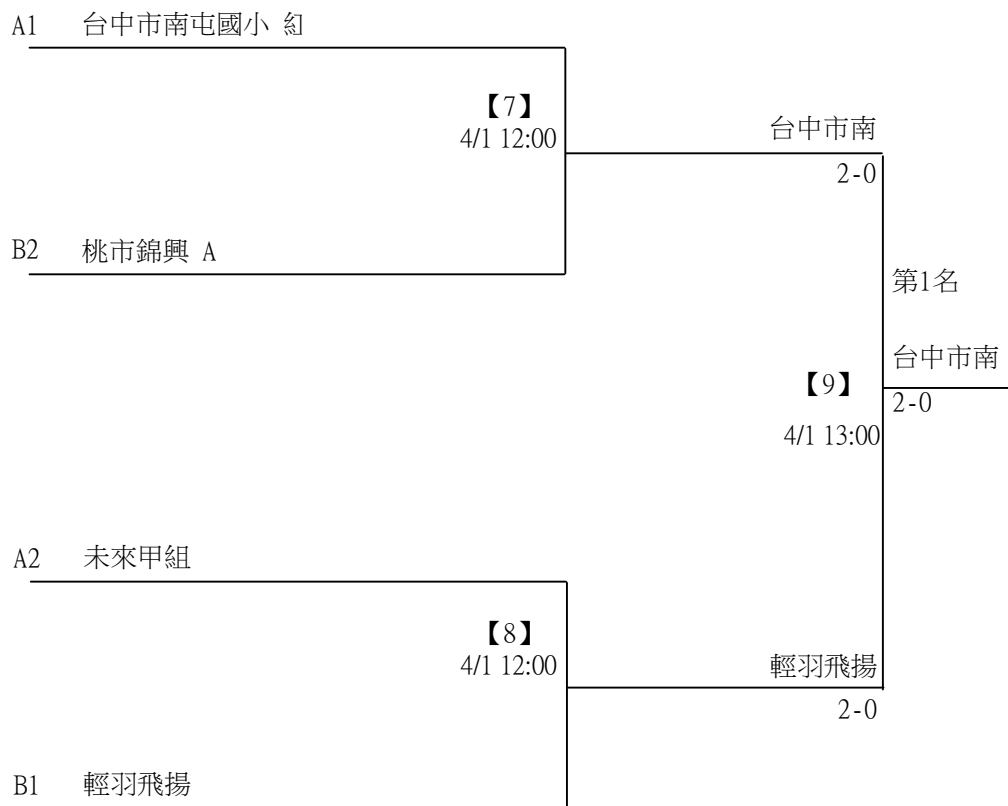 A1 台中市南屯國小 紅
【7】
4/1 12:00
台中市南
2-0
B2 桃市錦興 A
第1名
台中市南
【9】
2-0
4/1 13:00
A2 未來甲組
【8】
4/1 12:00
輕羽飛揚
2-0
B1 輕羽飛揚